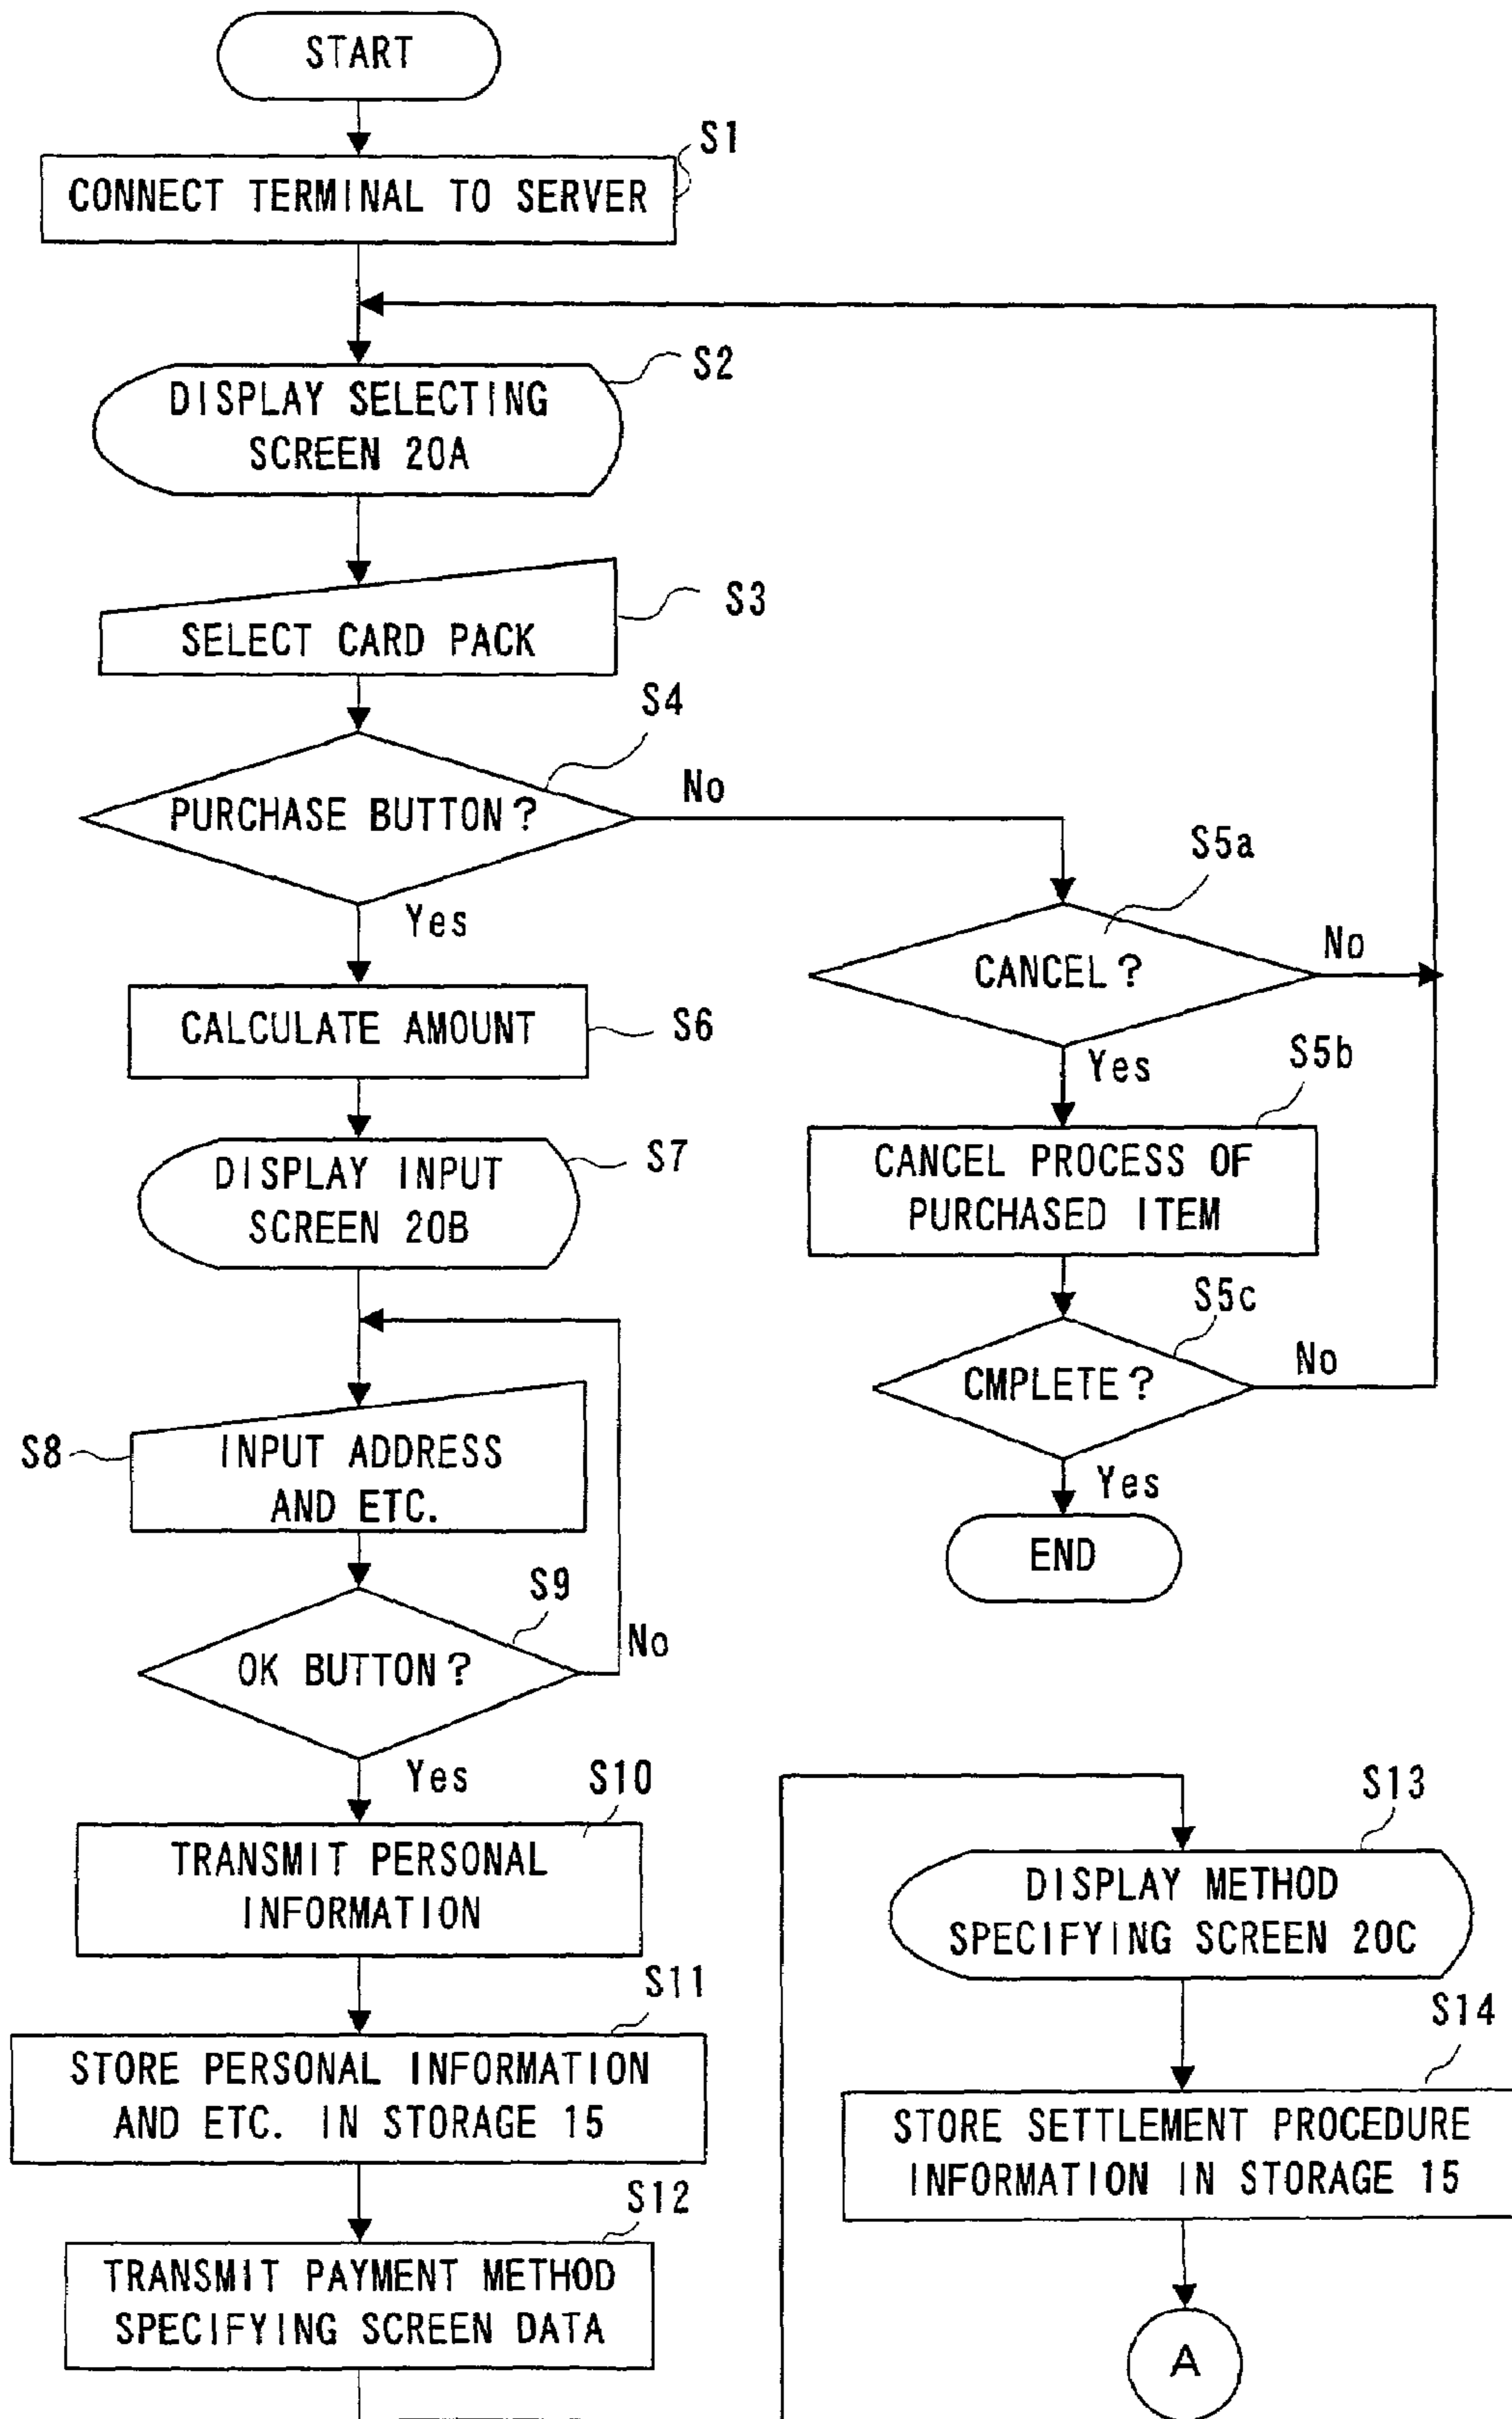 START
S1
CONNECT TERMINAL TO SERVER
S2
DISPLAY SELECTING
SCREEN 20A
S3
SELECT CARD PACK
S4
PURCHASE BUTTON?
No
Yes
S5a
CANCEL?
No
Yes
S5b
CANCEL PROCESS OF
PURCHASED ITEM
S5c
CMPLETE?
No
Yes
END
CALCULATE AMOUNT
S6
DISPLAY INPUT
SCREEN 20B
S7
S8
INPUT ADDRESS
AND ETC.
S9
OK BUTTON?
No
Yes
S10
TRANSMIT PERSONAL
INFORMATION
S11
STORE PERSONAL INFORMATION
AND ETC. IN STORAGE 15
S12
TRANSMIT PAYMENT METHOD
SPECIFYING SCREEN DATA
S13
DISPLAY METHOD
SPECIFYING SCREEN 20C
S14
STORE SETTLEMENT PROCEDURE
INFORMATION IN STORAGE 15
A